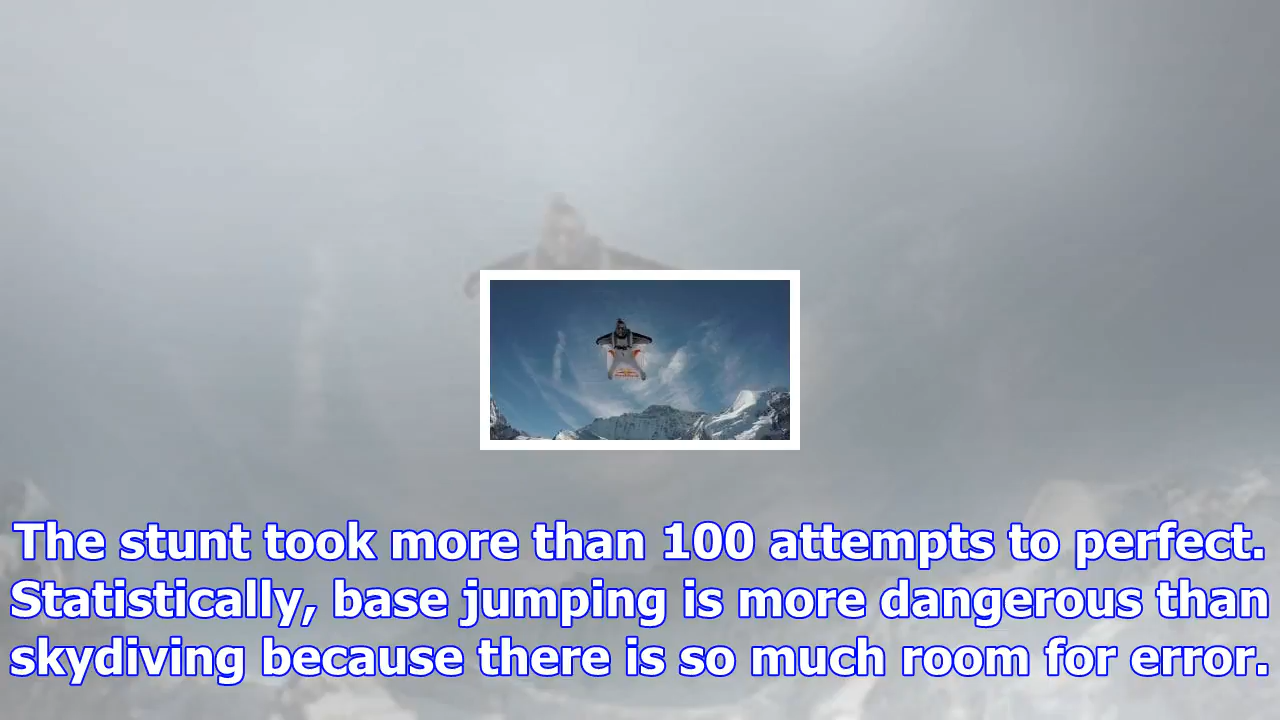 The stunt took more than 100 attempts to perfect.
Statistically, base jumping is more dangerous than
skydiving because there is so much room for error.